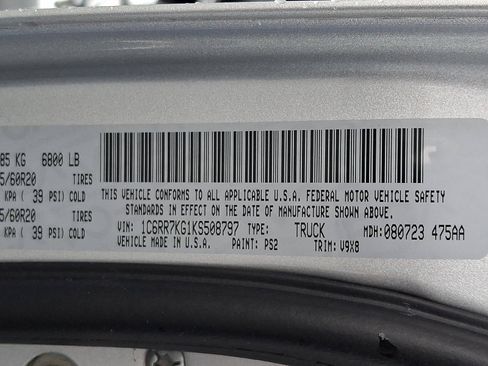 85 KG 6800 LB
5/60R20 TIRES
KPA ( 39 PSI) COLD
5/60R20 TIRES
KPA ( 39 PSI) COLD
THIS VEHICLE CONFORMS TO ALL APPLICABLE U.S.A. FEDERAL MOTOR VEHICLE SAFETY
STANDARDS IN EFFECT ON THE DATE OF MANUFACTURE SHOWN ABOVE.
VIN: 1C6RR7KG1KS508797 TYPE: TRUCK MDH: 080723 475AA
VEHICLE MADE IN U.S.A. PAINT: PS2 TRIM: V9X8